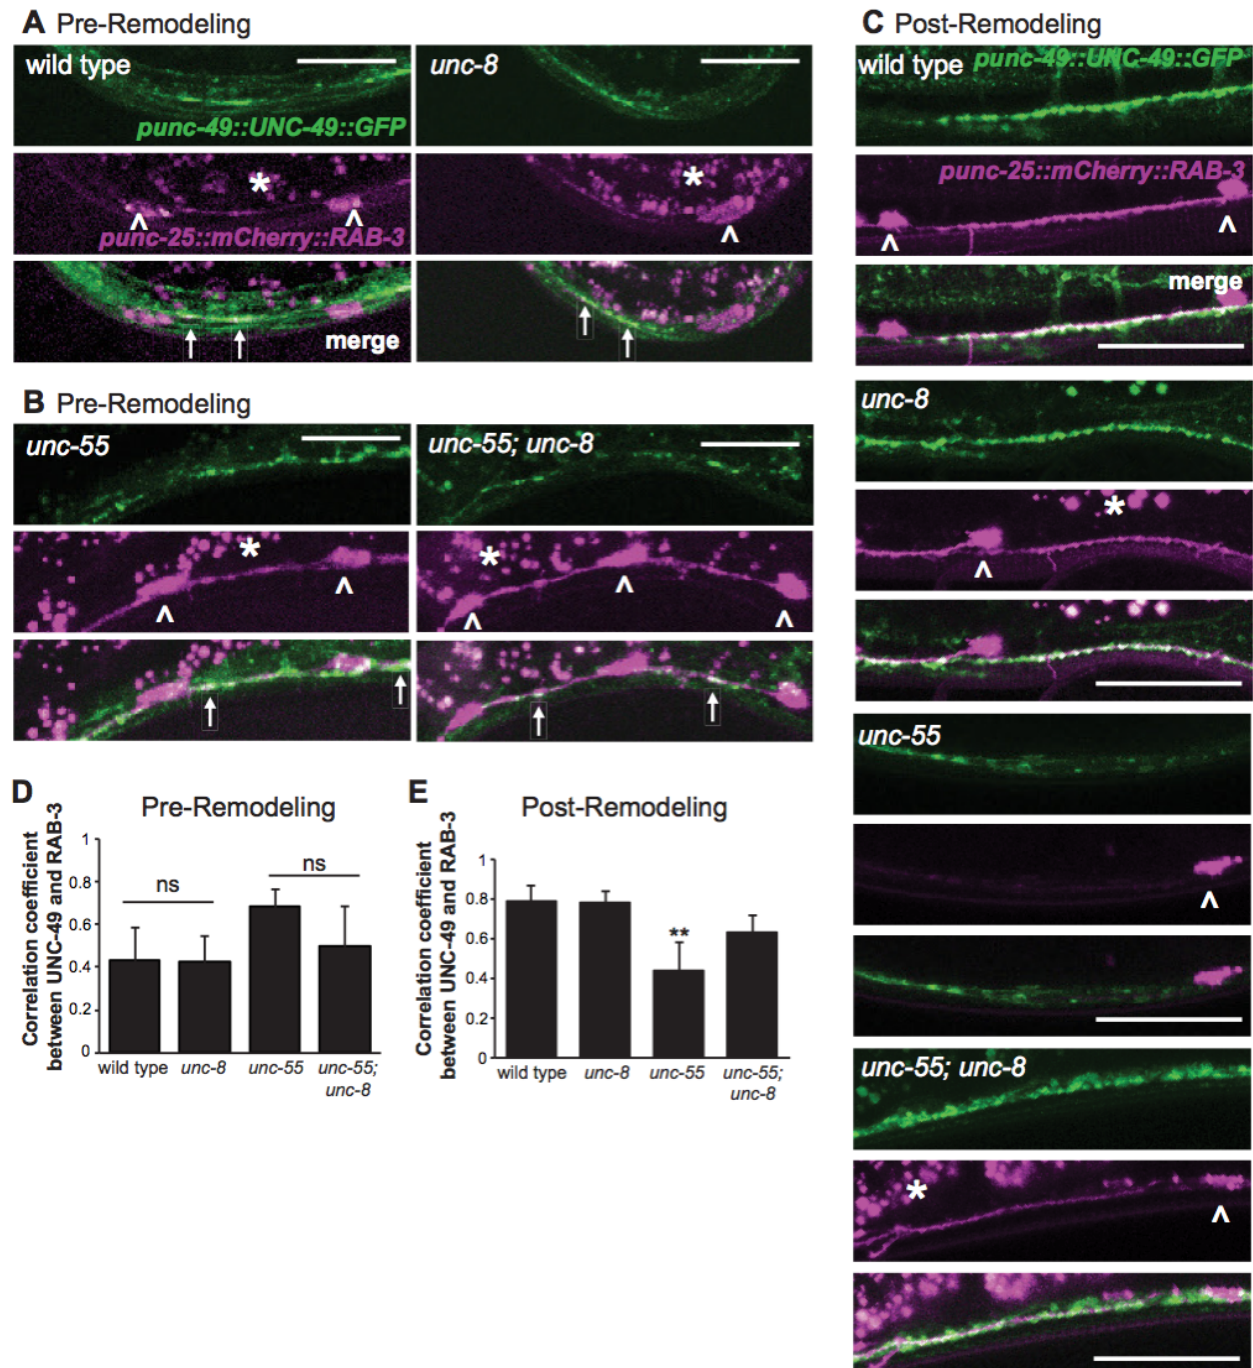 A Pre-Remodeling
wild type
punc-49::UNC-49::GFP
*
^ ^
punc-25::mCherry::RAB-3
merge
unc-8
*
^
B Pre-Remodeling
unc-55
*
^ ^
unc-55; unc-8
*
^ ^ ^
C Post-Remodeling
wild type punc-49::UNC-49::GFP
punc-25::mCherry::RAB-3
^ ^
merge
unc-8
*
^
unc-55
^
unc-55; unc-8
*
^
D Pre-Remodeling
Correlation coefficient
between UNC-49 and RAB-3
1
0.8
0.6
0.4
0.2
0
ns
ns
wild type unc-8 unc-55 unc-55;
unc-8
E Post-Remodeling
Correlation coefficient
between UNC-49 and RAB-3
1
0.8
0.6
0.4
0.2
0
**
wild type unc-8 unc-55 unc-55;
unc-8